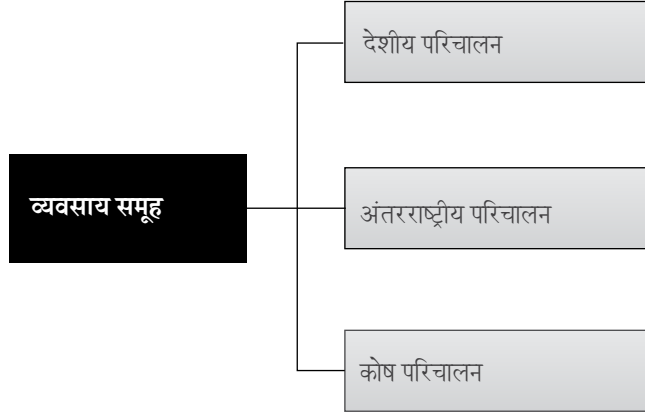 देशीय परिचालन
व्यवसाय समूह
अंतरराष्ट्रीय परिचालन
कोष परिचालन